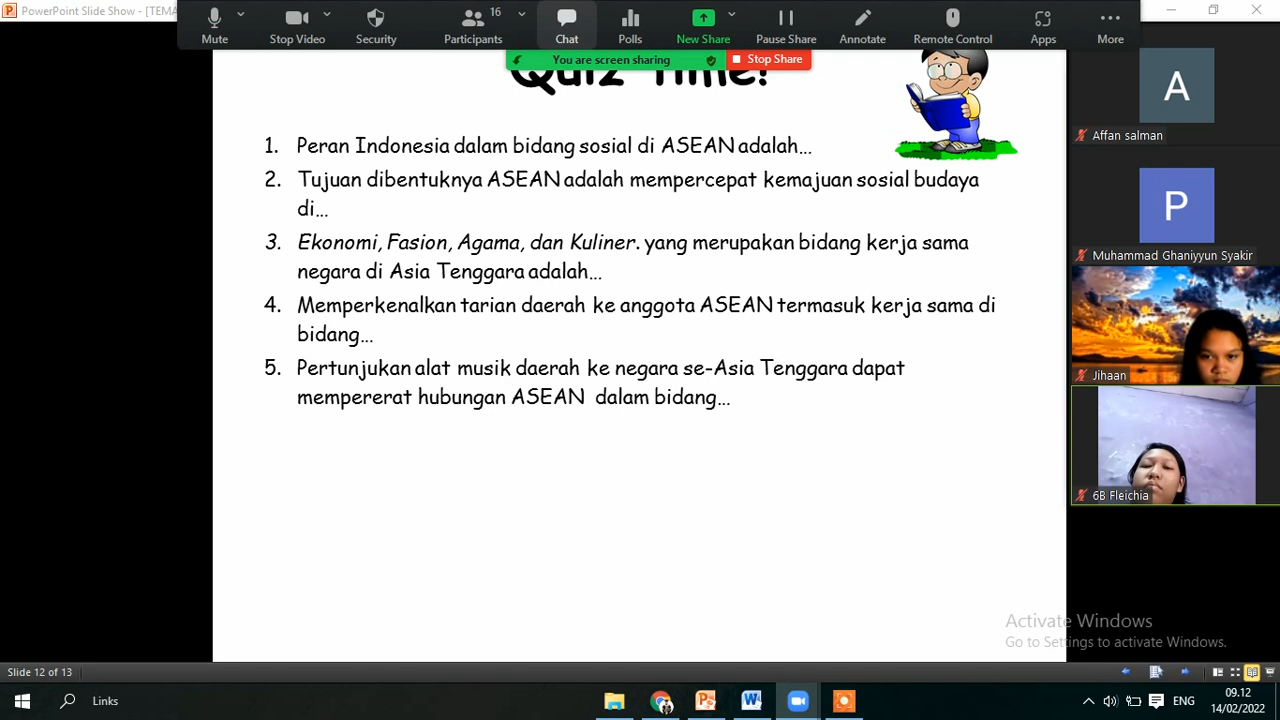 PowerPoint Slide Show - [TEMA
Mute
Stop Video
Security
16
Participants
Chat
Polls
New Share
Pause Share
Annotate
Remote Control
Apps
More
You are screen sharing
Stop Share
Quiz Time!
1. Peran Indonesia dalam bidang sosial di ASEAN adalah...
2. Tujuan dibentuknya ASEAN adalah mempercepat kemajuan sosial budaya
di...
3. Ekonomi, Fasion, Agama, dan Kuliner. yang merupakan bidang kerja sama
negara di Asia Tenggara adalah...
4. Memperkenalkan tarian daerah ke anggota ASEAN termasuk kerja sama di
bidang...
5. Pertunjukan alat musik daerah ke negara se-Asia Tenggara dapat
mempererat hubungan ASEAN dalam bidang...
A
Affan salman
P
Muhammad Ghaniyyun Syakir
Jihaan
6B Fleichia
Activate Windows
Go to Settings to activate Windows.
Slide 12 of 13
Links
ENG
09.12
14/02/2022